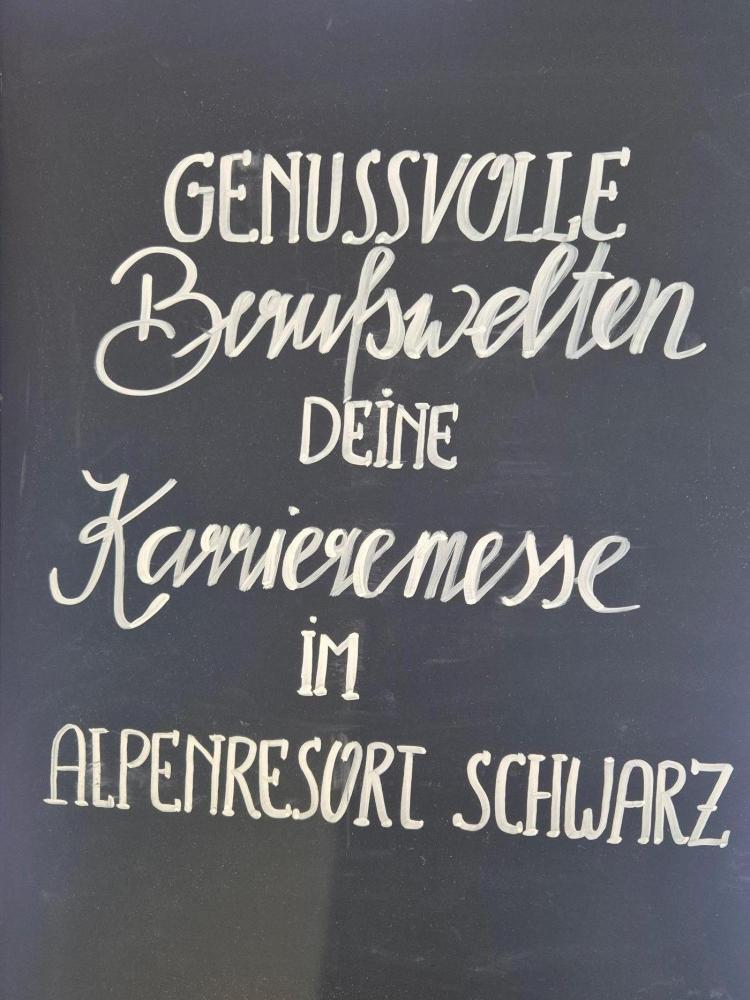 GENUSSVOLLE
Berufswelten
DEINE
Karrieremesse
IM
ALPENRESORT SCHWARZ